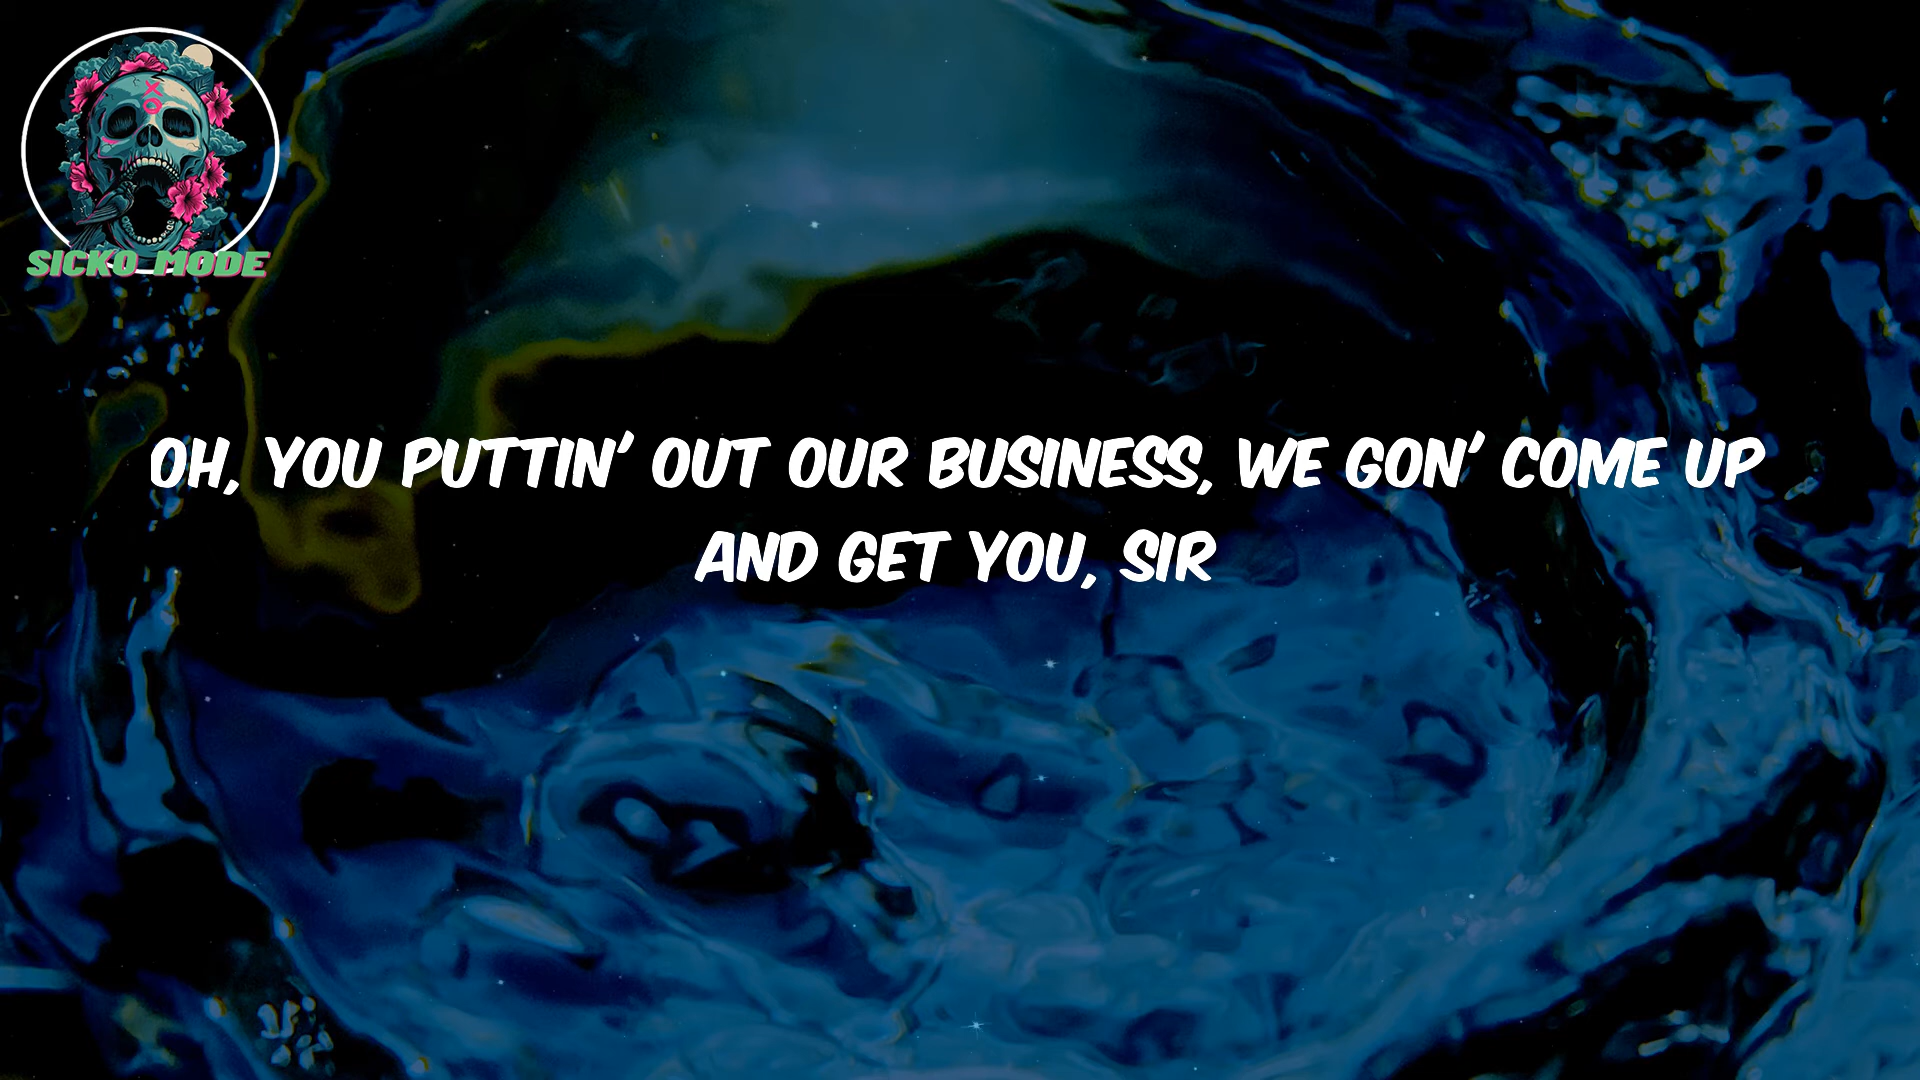 SICKO MODE
OH, YOU PUTTIN' OUT OUR BUSINESS, WE GON' COME UP
AND GET YOU, SIR